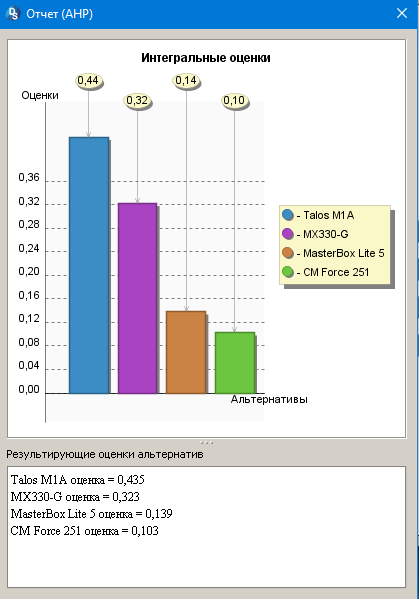 Отчет (AHP)
Интегральные оценки
0,44
0,14
0,32
0,10
Оценки
0,36
0,32
0,28
0,24
0,20
0,16
0,12
0,08
0,04
0,00
Альтернативы
- Talos M1A
- MX330-G
- MasterBox Lite 5
- CM Force 251
Результирующие оценки альтернатив
Talos M1A оценка = 0,435
MX330-G оценка = 0,323
MasterBox Lite 5 оценка = 0,139
CM Force 251 оценка = 0,103